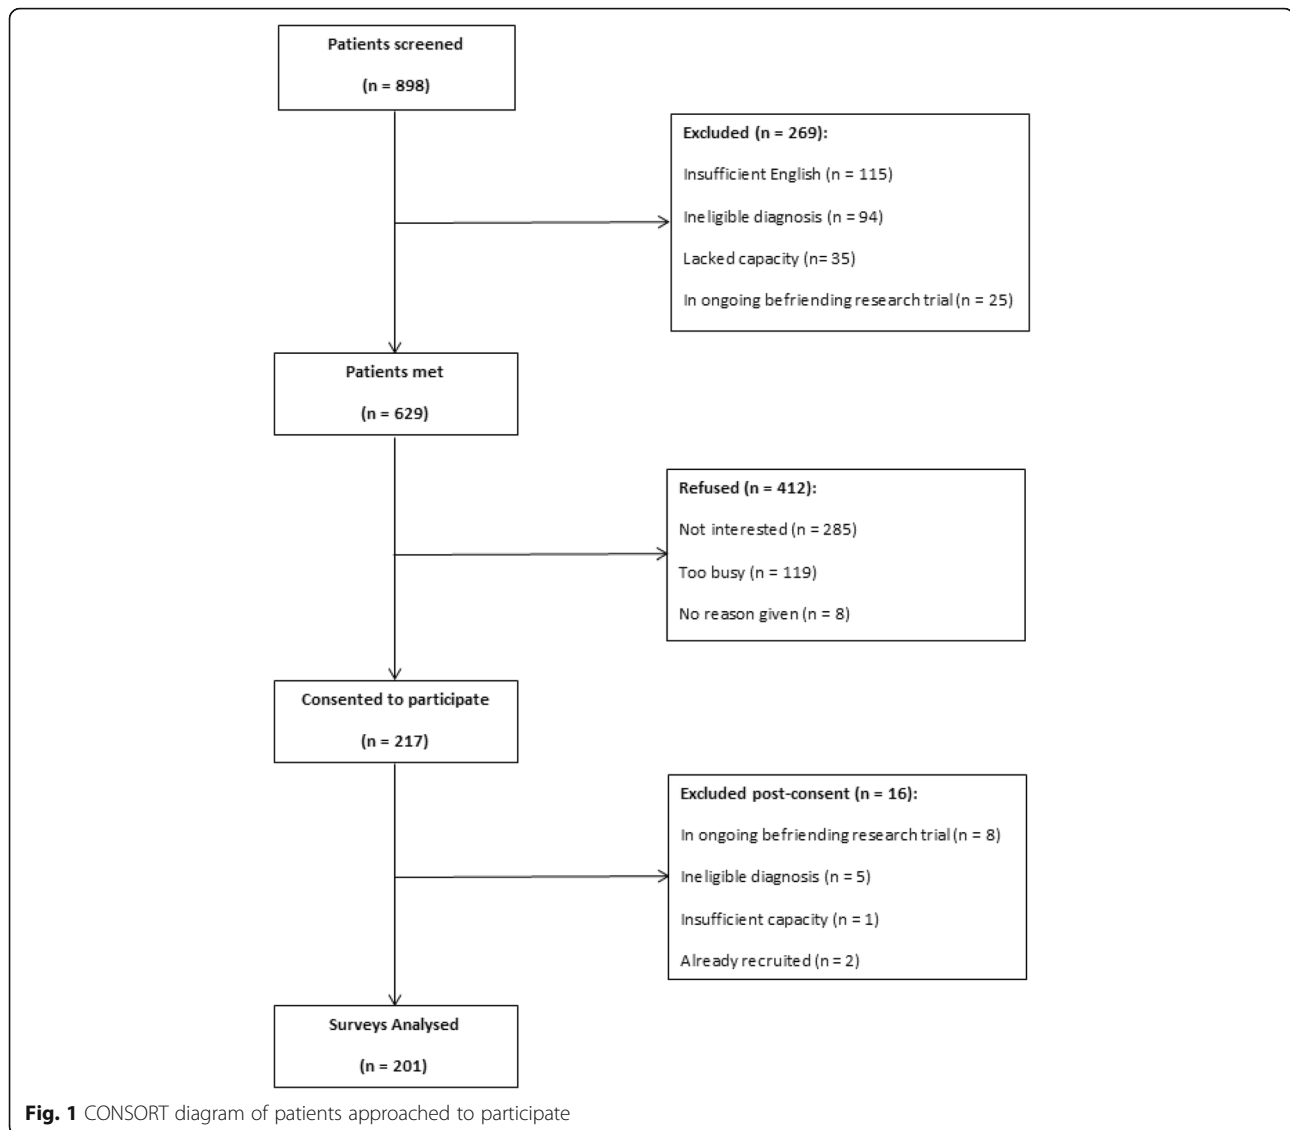 Patients screened
(n = 898)
Excluded (n = 269):
Insufficient English (n = 115)
Ineligible diagnosis (n = 94)
Lacked capacity (n= 35)
In ongoing befriending research trial (n = 25)
Patients met
(n = 629)
Refused (n = 412):
Not interested (n = 285)
Too busy (n = 119)
No reason given (n = 8)
Consented to participate
(n = 217)
Excluded post-consent (n = 16):
In ongoing befriending research trial (n = 8)
Ineligible diagnosis (n = 5)
Insufficient capacity (n = 1)
Already recruited (n = 2)
Surveys Analysed
(n = 201)
Fig. 1 CONSORT diagram of patients approached to participate